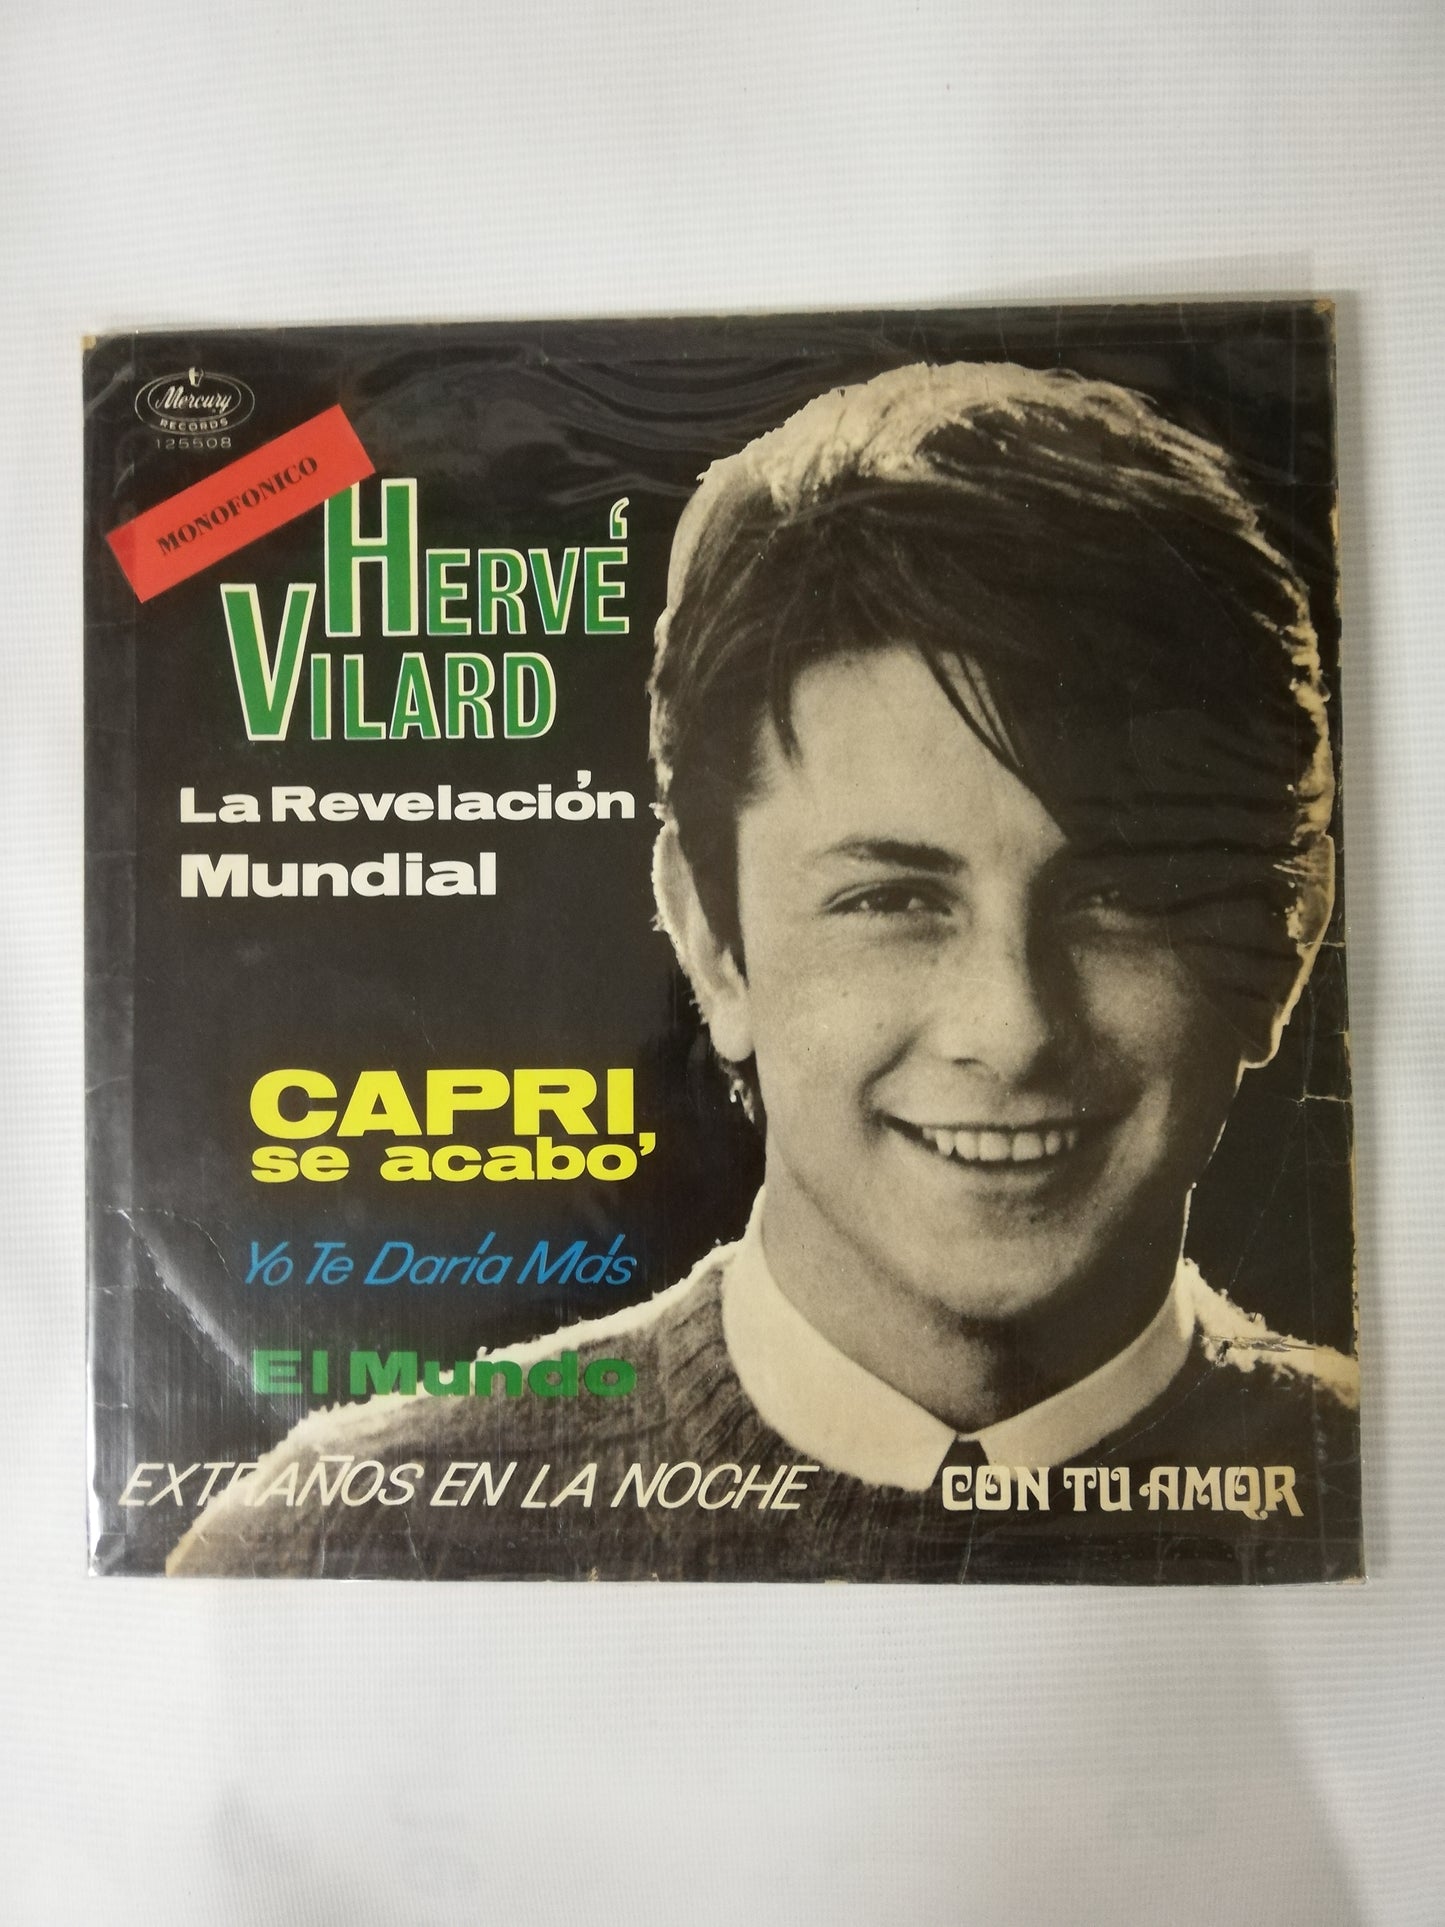 Mercury
RECORDS
125508
MONOFONICO
HERVÉ
VILARD
La Revelación
Mundial
CAPRI
se acabó
Yo Te Daría Más
El Mundo
EXTRAÑOS EN LA NOCHE
CON TU AMOR